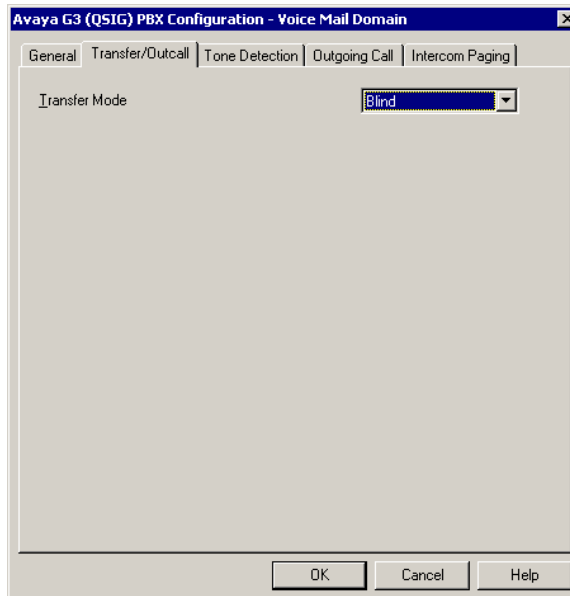 Avaya G3 (QSIG) PBX Configuration - Voice Mail Domain
General Transfer/Outcall Tone Detection Outgoing Call Intercom Paging
Transfer Mode Blind
OK Cancel Help